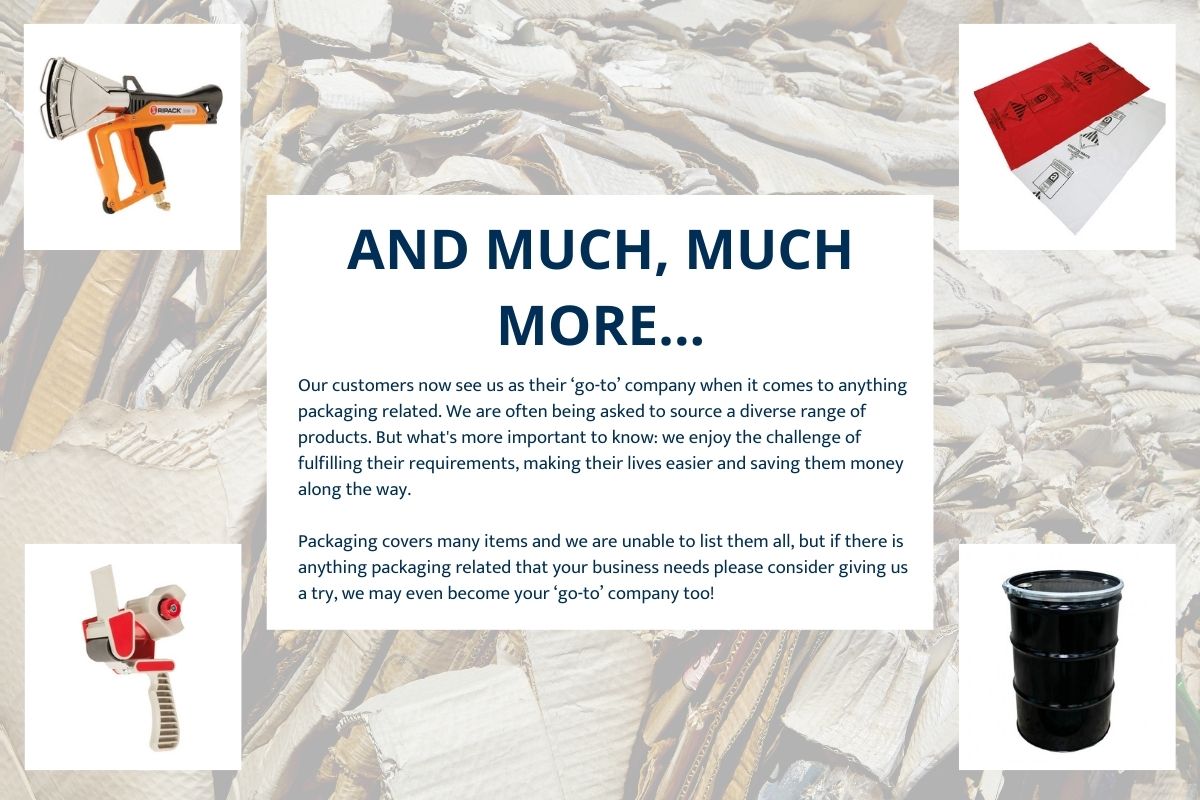 RIPACK
AND MUCH, MUCH
MORE...
Our customers now see us as their ‘go-to’ company when it comes to anything
packaging related. We are often being asked to source a diverse range of
products. But what's more important to know: we enjoy the challenge of
fulfilling their requirements, making their lives easier and saving them money
along the way.
Packaging covers many items and we are unable to list them all, but if there is
anything packaging related that your business needs please consider giving us
a try, we may even become your ‘go-to’ company too!